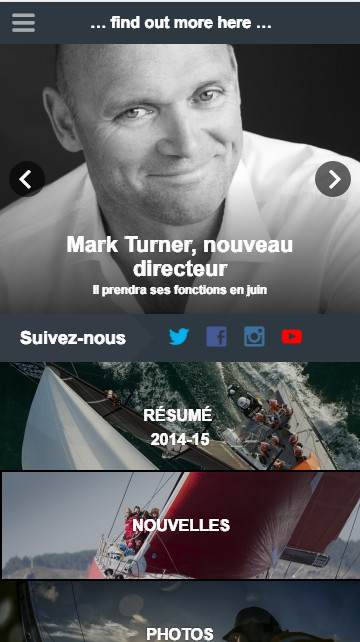 ... find out more here ...
Mark Turner, nouveau
directeur
Il prendra ses fonctions en juin
Suivez-nous
RÉSUMÉ
2014-15
NOUVELLES
PHOTOS